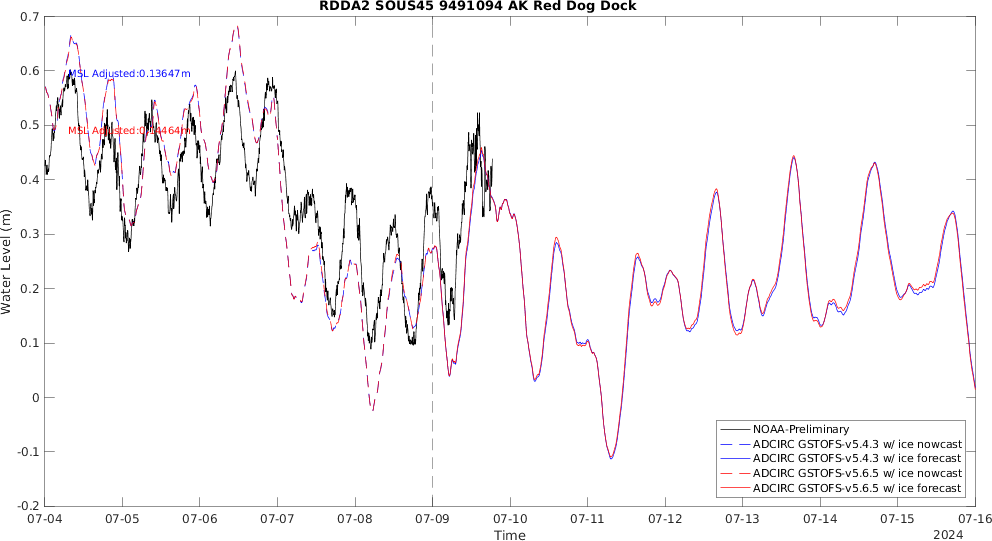 RDDA2 SOUS45 9491094 AK Red Dog Dock
0.7
0.6
0.5
0.4
0.3
0.2
0.1
0
-0.1
-0.2
Water Level (m)
MSL Adjusted:0.13647m
MSL Adjusted:0.14464m
NOAA-Preliminary
ADCIRC GSTOFS-v5.4.3 w/ ice nowcast
ADCIRC GSTOFS-v5.4.3 w/ ice forecast
ADCIRC GSTOFS-v5.6.5 w/ ice nowcast
ADCIRC GSTOFS-v5.6.5 w/ ice forecast
07-04 07-05 07-06 07-07 07-08 07-09 07-10 07-11 07-12 07-13 07-14 07-15 07-16
Time
2024